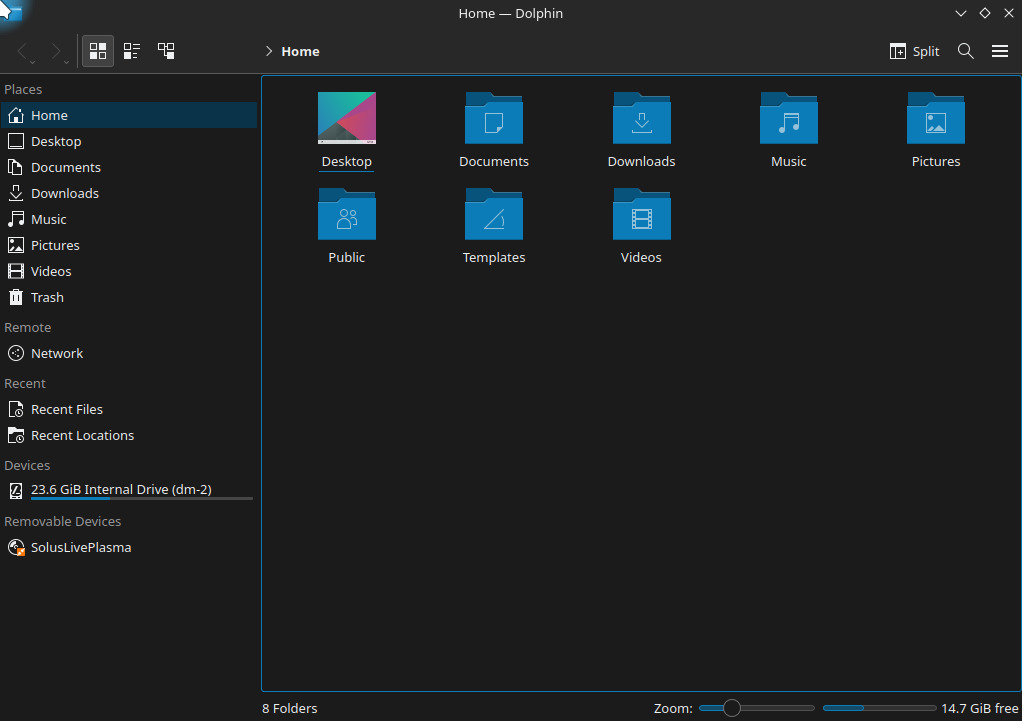 Home — Dolphin
Home
Split
Places
Home
Desktop
Documents
Downloads
Music
Pictures
Videos
Trash
Remote
Network
Recent
Recent Files
Recent Locations
Devices
23.6 GiB Internal Drive (dm-2)
Removable Devices
SolusLivePlasma
Desktop
Documents
Downloads
Music
Pictures
Public
Templates
Videos
8 Folders
Zoom:
14.7 GiB free